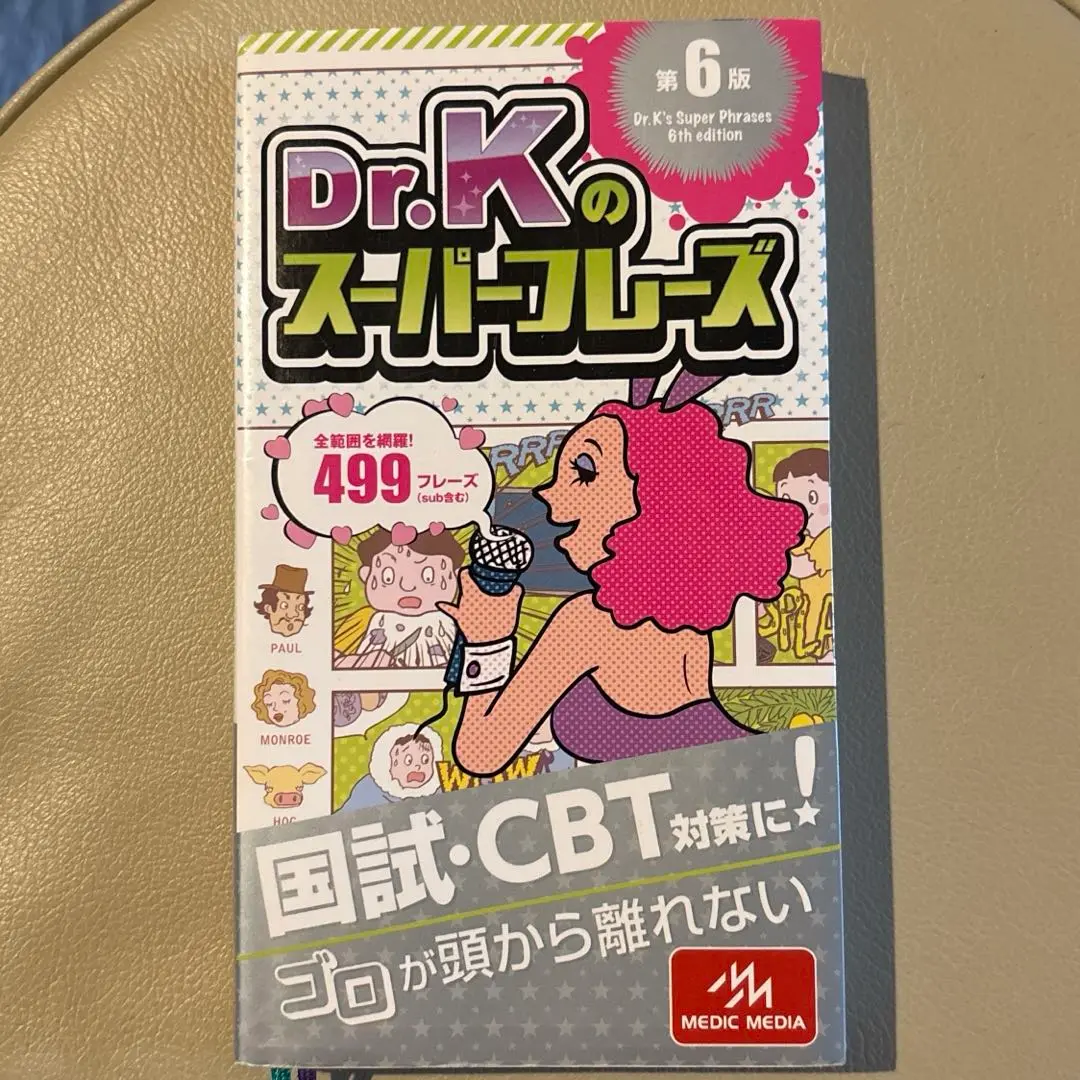 第6版
Dr.K's Super Phrases
6th edition
Dr.Kの
スーパーフレーズ
全範囲を網羅!
499フレーズ
(sub含む)
PAUL
MONROE
国試・CBT対策に!
ゴロが頭から離れない
MEDIC MEDIA